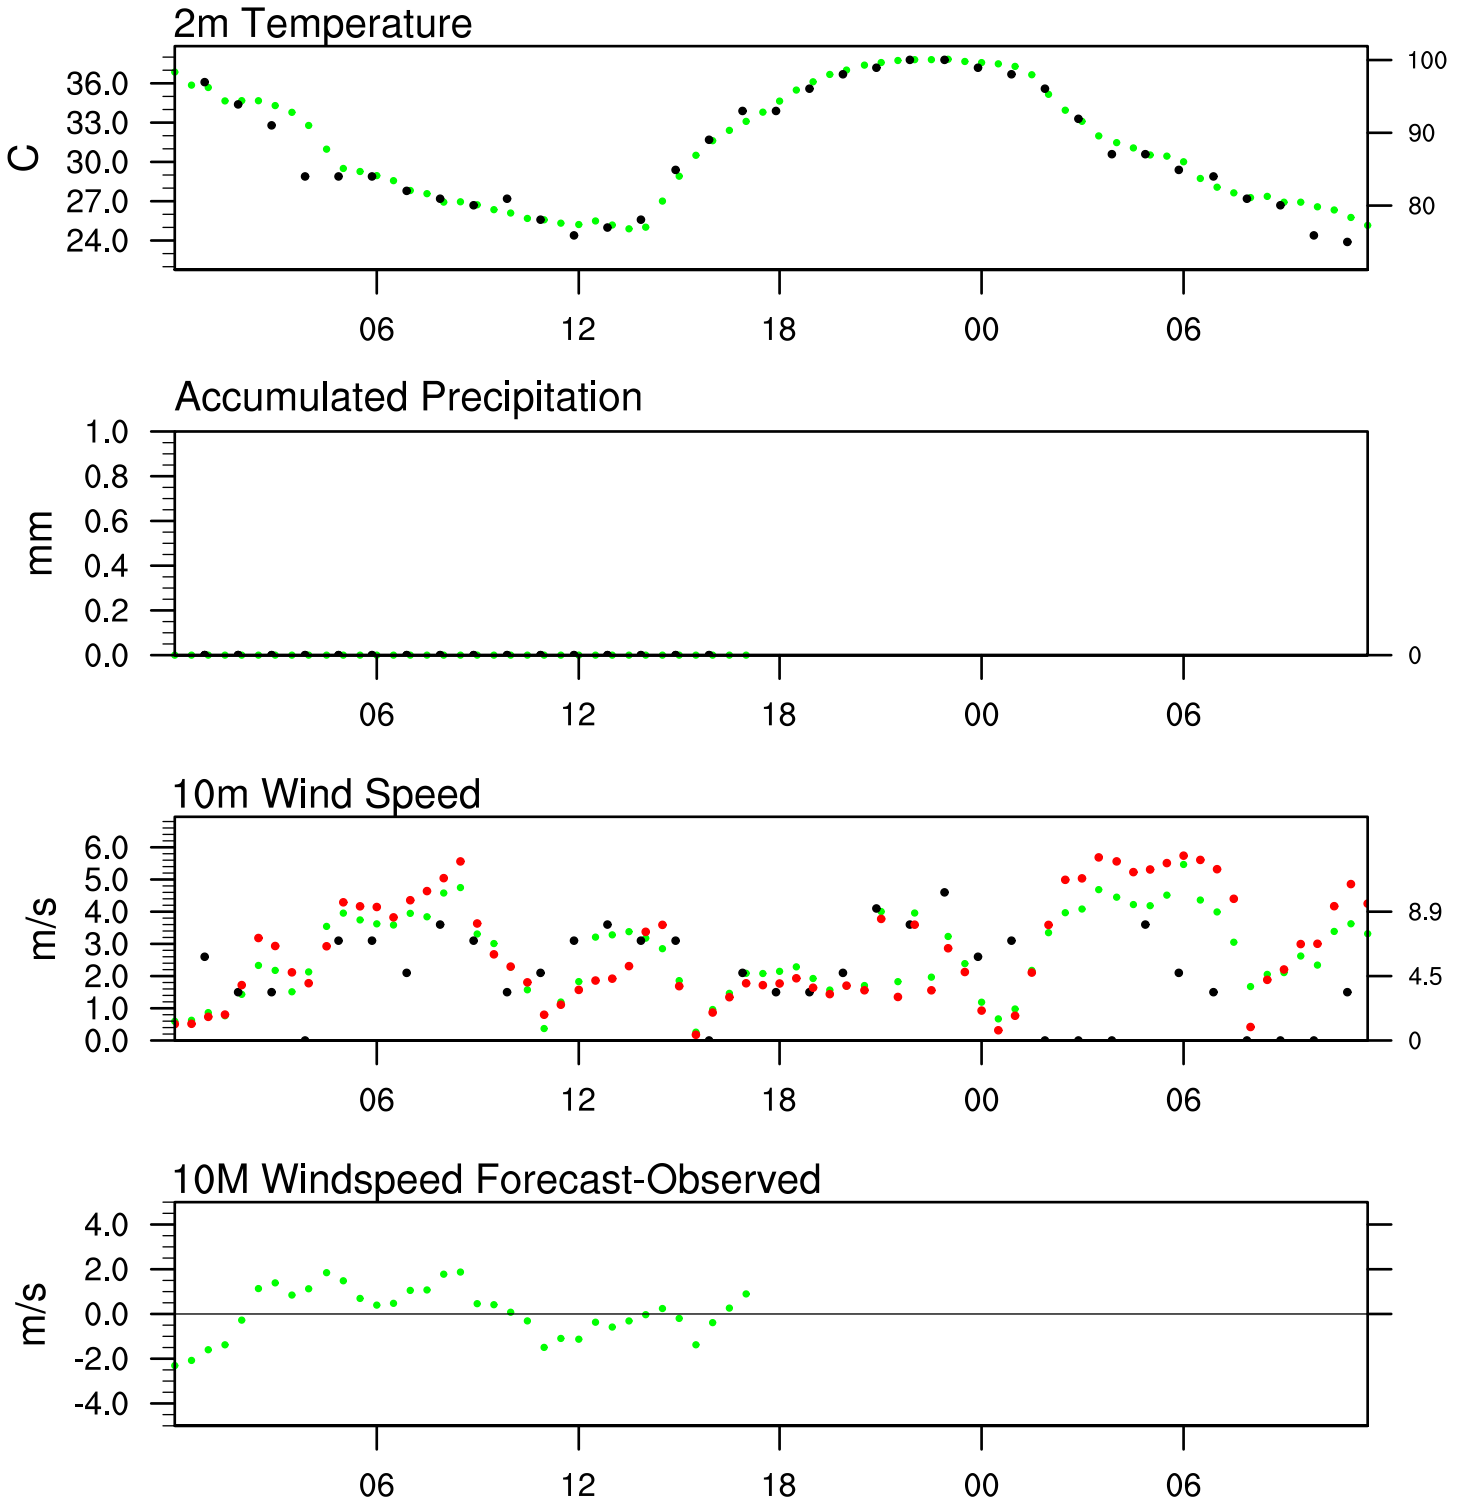 2m Temperature
36.0
33.0
30.0
27.0
24.0
C
100
90
80
06 12 18 00 06
Accumulated Precipitation
1.0
0.8
0.6
0.4
0.2
0.0
mm
0
06 12 18 00 06
10m Wind Speed
6.0
5.0
4.0
3.0
2.0
1.0
0.0
m/s
8.9
4.5
0
06 12 18 00 06
10M Windspeed Forecast-Observed
4.0
2.0
0.0
-2.0
-4.0
m/s
06 12 18 00 06